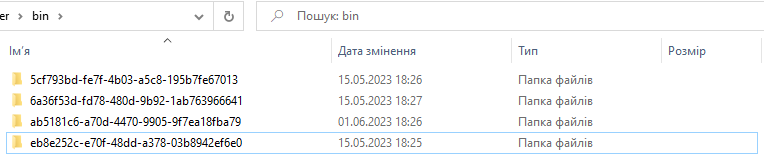 er › bin
Пошук: bin
Ім'я Дата змінення Тип Розмір
5cf793bd-fe7f-4b03-a5c8-195b7fe67013 15.05.2023 18:26 Папка файлів
6a36f53d-fd78-480d-9b92-1ab763966641 15.05.2023 18:27 Папка файлів
ab5181c6-a70d-4470-9905-9f7ea18fba79 01.06.2023 18:26 Папка файлів
eb8e252c-e70f-48dd-a378-03b8942ef6e0 15.05.2023 18:25 Папка файлів